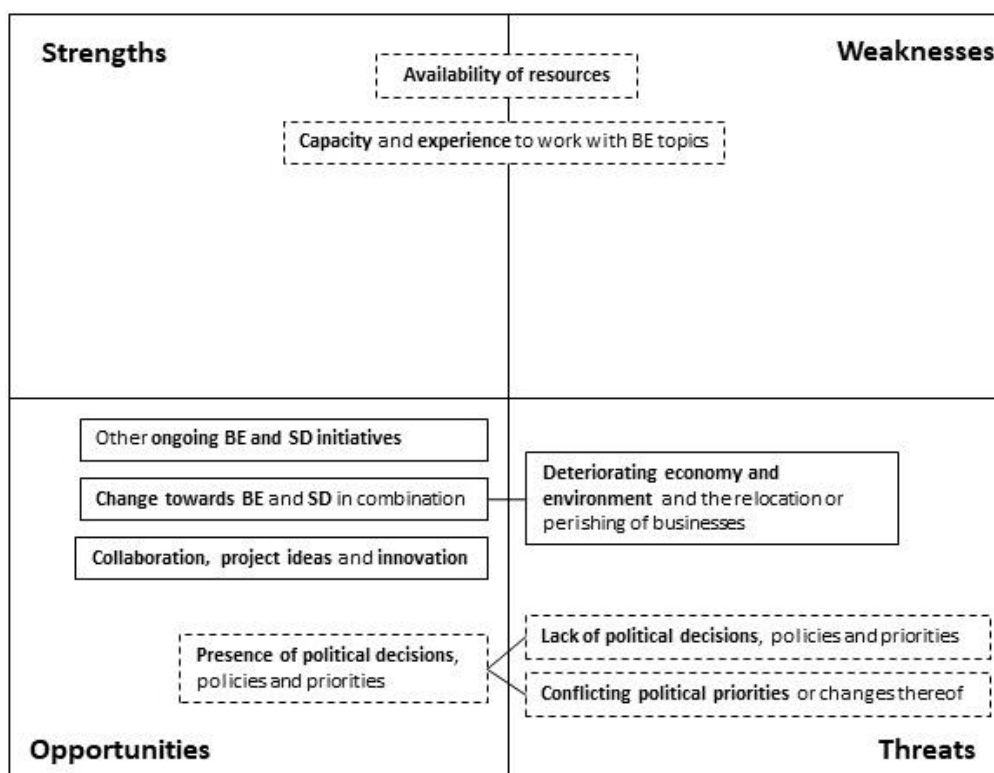 Strengths
Weaknesses
Availability of resources
Capacity and experience to work with BE topics
Other ongoing BE and SD initiatives
Change towards BE and SD in combination
Collaboration, project ideas and innovation
Deteriorating economy and
environment and the relocation or
perishing of businesses
Presence of political decisions,
policies and priorities
Lack of political decisions, policies and priorities
Conflicting political priorities or changes thereof
Opportunities
Threats